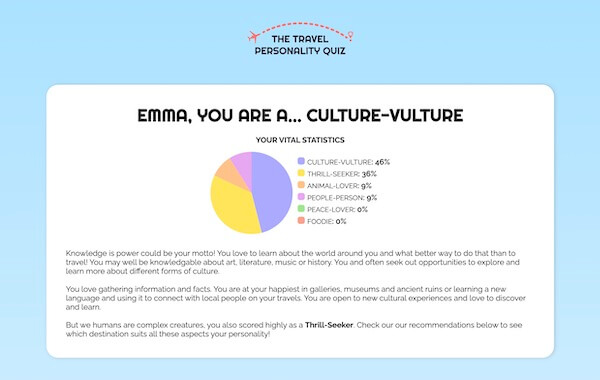 THE TRAVEL
PERSONALITY QUIZ
EMMA, YOU ARE A... CULTURE-VULTURE
YOUR VITAL STATISTICS
CULTURE-VULTURE: 46%
THRILL-SEEKER: 36%
ANIMAL-LOVER: 9%
PEOPLE-PERSON: 9%
PEACE-LOVER: 0%
FOODIE: 0%
Knowledge is power could be your motto! You love to learn about the world around you and what better way to do that than to
travel! You may well be knowledgable about art, literature, music or history. You and often seek out opportunities to explore and
learn more about different forms of culture.
You love gathering information and facts. You are at your happiest in galleries, museums and ancient ruins or learning a new
language and using it to connect with local people on your travels. You are open to new cultural experiences and love to discover
and learn.
But we humans are complex creatures, you also scored highly as a Thrill-Seeker. Check our our recommendations below to see
which destination suits all these aspects your personality!